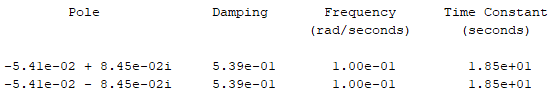 Pole Damping Frequency Time Constant
(rad/seconds) (seconds)
-5.41e-02 + 8.45e-02i 5.39e-01 1.00e-01 1.85e+01
-5.41e-02 - 8.45e-02i 5.39e-01 1.00e-01 1.85e+01